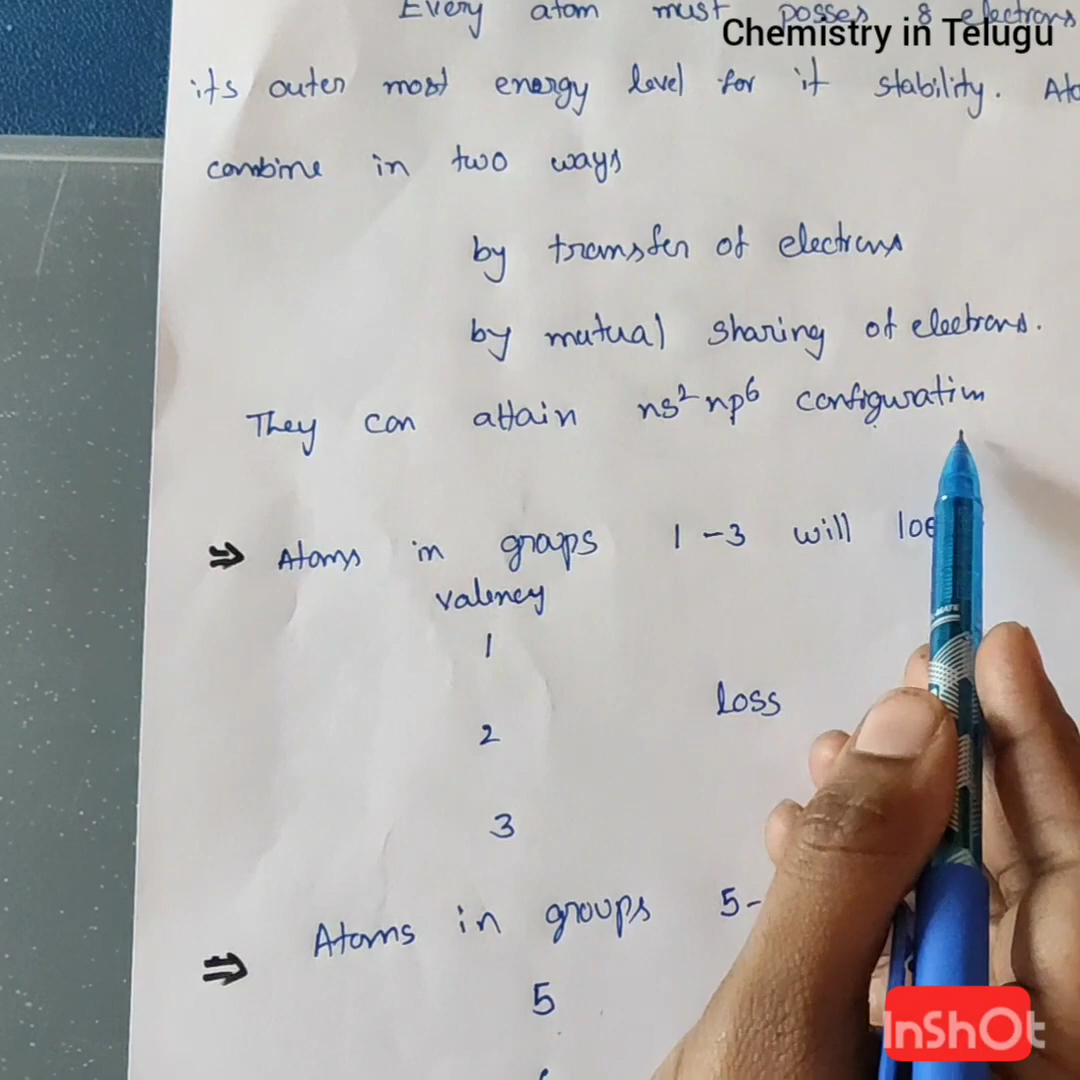 Every atom must posses 8 electrons
Chemistry in Telugu
its outer most energy level for it stability. Ato
combine in two ways
by transfer of electrons
by mutual sharing of electrons.
They can attain ns² np⁶ configuration
⇒ Atoms in groups 1 - 3 will
valency
1
2
Loss
3
⇒ Atoms in groups 5 -
5
InShOt